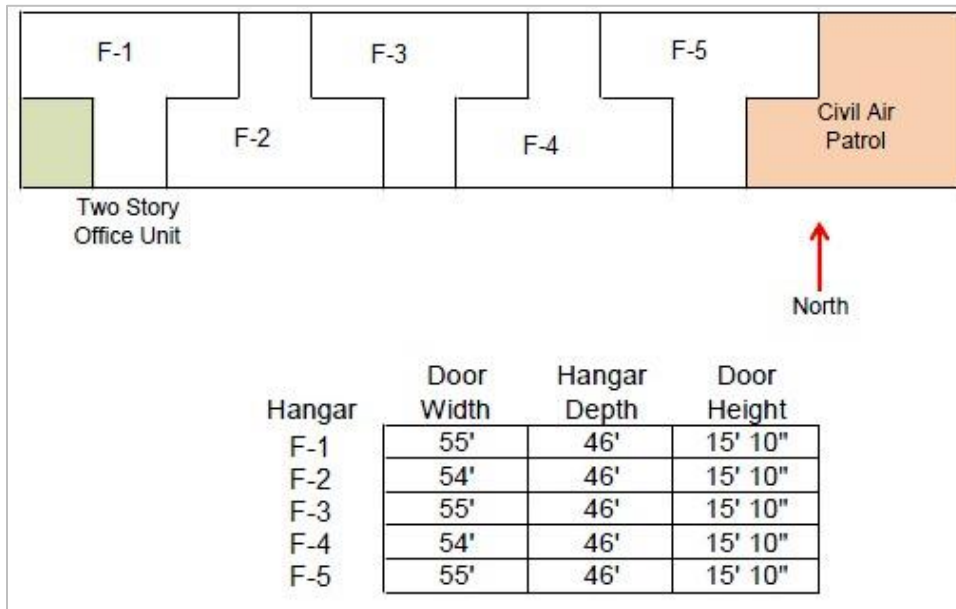 F-1
F-3
F-5
F-2
F-4
Civil Air
Patrol
Two Story
Office Unit
North
Door Hangar Door
Hangar Width Depth Height
F-1 55' 46' 15' 10"
F-2 54' 46' 15' 10"
F-3 55' 46' 15' 10"
F-4 54' 46' 15' 10"
F-5 55' 46' 15' 10"